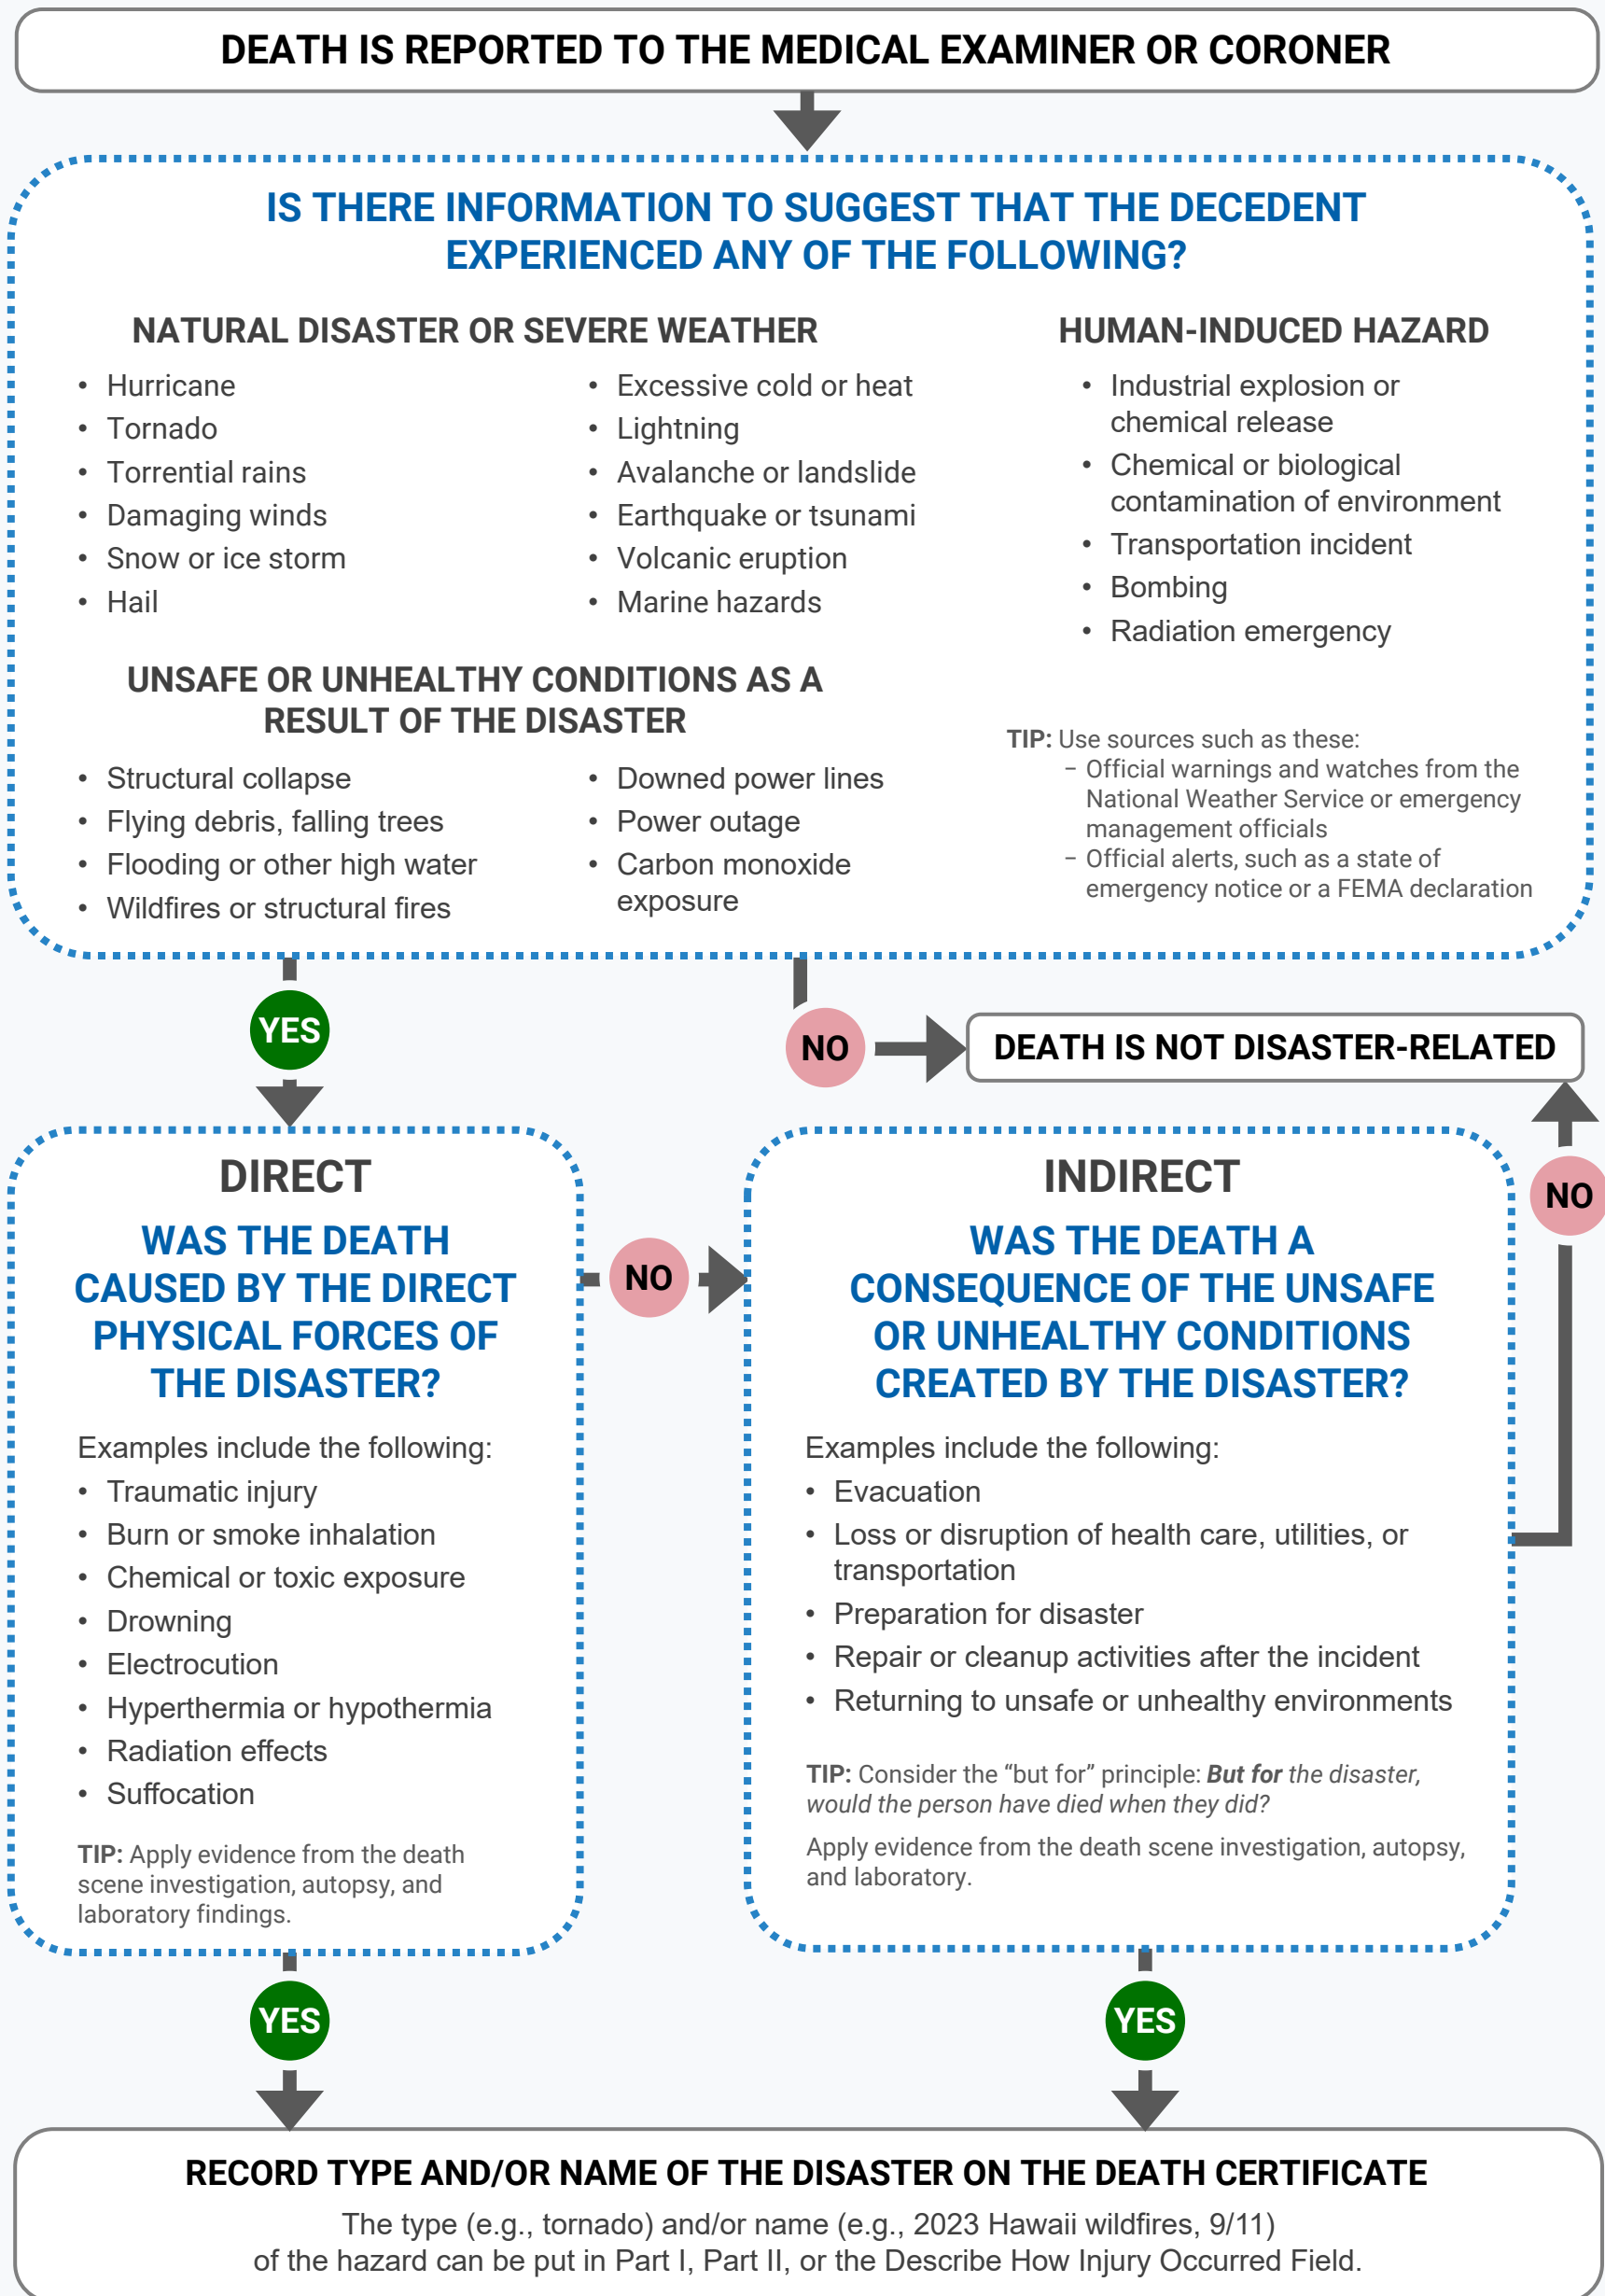 DEATH IS REPORTED TO THE MEDICAL EXAMINER OR CORONER
IS THERE INFORMATION TO SUGGEST THAT THE DECEDENT
EXPERIENCED ANY OF THE FOLLOWING?
NATURAL DISASTER OR SEVERE WEATHER
• Hurricane
• Tornado
• Torrential rains
• Damaging winds
• Snow or ice storm
• Hail
• Excessive cold or heat
• Lightning
• Avalanche or landslide
• Earthquake or tsunami
• Volcanic eruption
• Marine hazards
HUMAN-INDUCED HAZARD
• Industrial explosion or
chemical release
• Chemical or biological
contamination of environment
• Transportation incident
• Bombing
• Radiation emergency
UNSAFE OR UNHEALTHY CONDITIONS AS A
RESULT OF THE DISASTER
• Structural collapse
• Flying debris, falling trees
• Flooding or other high water
• Wildfires or structural fires
• Downed power lines
• Power outage
• Carbon monoxide
exposure
TIP: Use sources such as these:
– Official warnings and watches from the
National Weather Service or emergency
management officials
– Official alerts, such as a state of
emergency notice or a FEMA declaration
YES
NO
DEATH IS NOT DISASTER-RELATED
DIRECT
WAS THE DEATH
CAUSED BY THE DIRECT
PHYSICAL FORCES OF
THE DISASTER?
Examples include the following:
• Traumatic injury
• Burn or smoke inhalation
• Chemical or toxic exposure
• Drowning
• Electrocution
• Hyperthermia or hypothermia
• Radiation effects
• Suffocation
TIP: Apply evidence from the death
scene investigation, autopsy, and
laboratory findings.
NO
INDIRECT
WAS THE DEATH A
CONSEQUENCE OF THE UNSAFE
OR UNHEALTHY CONDITIONS
CREATED BY THE DISASTER?
Examples include the following:
• Evacuation
• Loss or disruption of health care, utilities, or
transportation
• Preparation for disaster
• Repair or cleanup activities after the incident
• Returning to unsafe or unhealthy environments
TIP: Consider the “but for” principle: But for the disaster,
would the person have died when they did?
Apply evidence from the death scene investigation, autopsy,
and laboratory.
NO
YES
YES
RECORD TYPE AND/OR NAME OF THE DISASTER ON THE DEATH CERTIFICATE
The type (e.g., tornado) and/or name (e.g., 2023 Hawaii wildfires, 9/11)
of the hazard can be put in Part I, Part II, or the Describe How Injury Occurred Field.